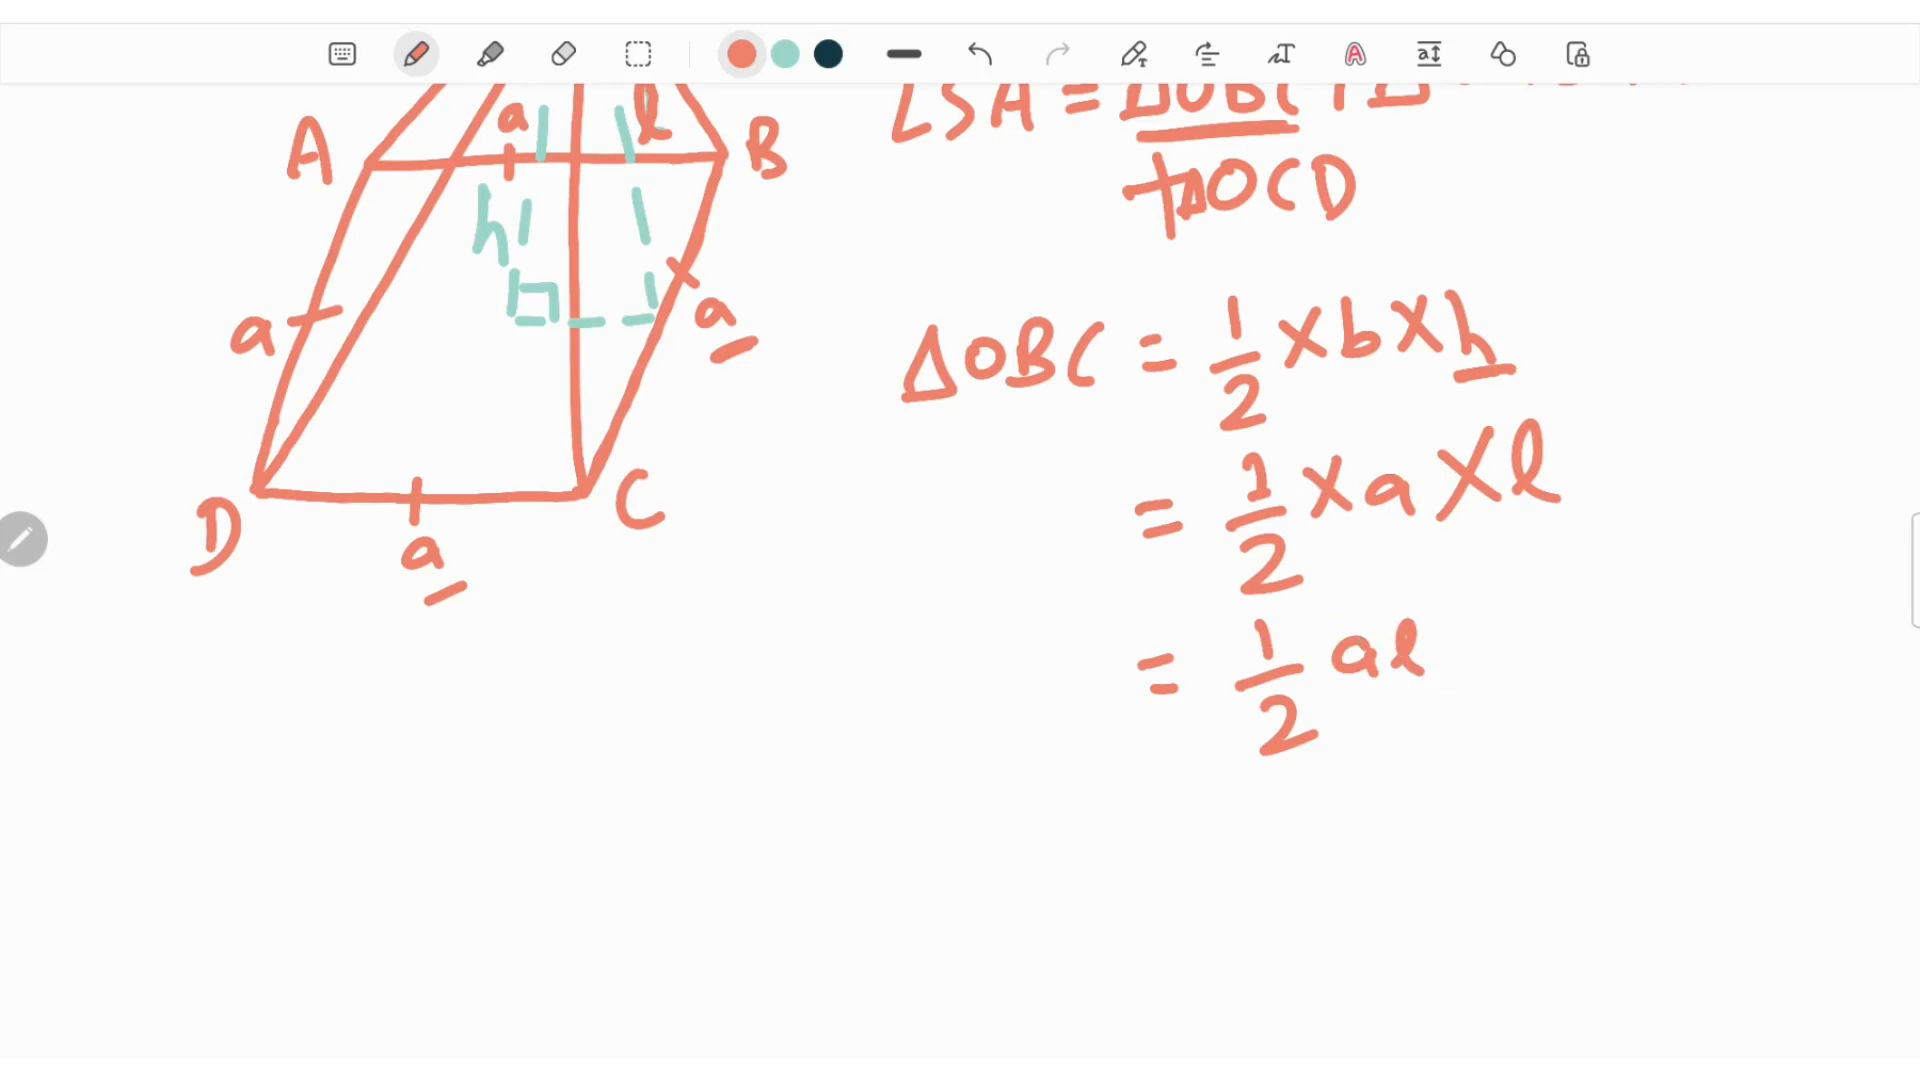 a l
A B
LSA = ΔOBC + Δ
+ΔOCD
h
a a
ΔOBC = 1/2 × b × h
= 1/2 × a × l
D C
a
= 1/2 al